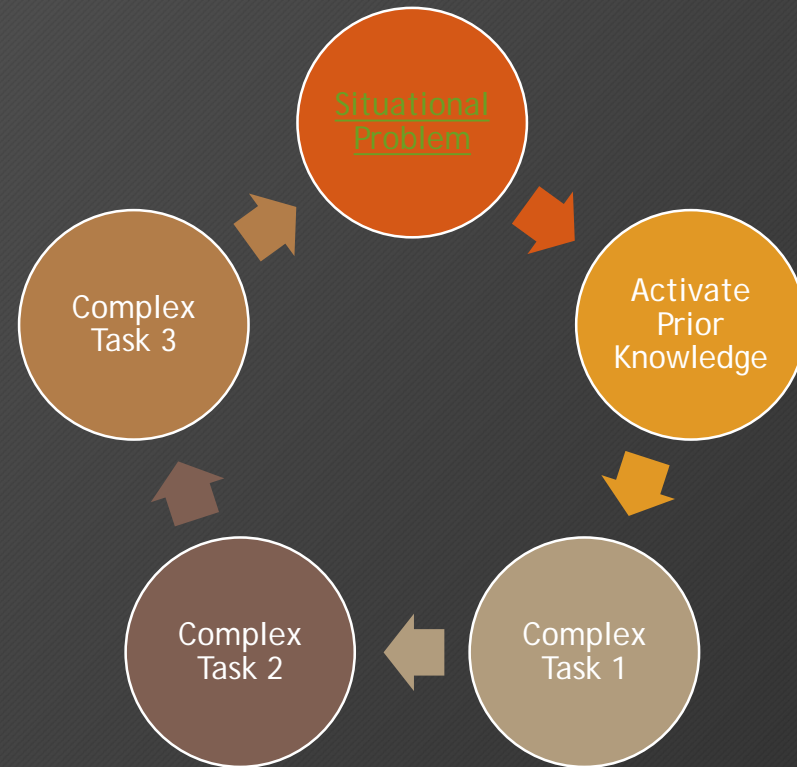 Situational
Problem
Activate
Prior
Knowledge
Complex
Task 1
Complex
Task 2
Complex
Task 3